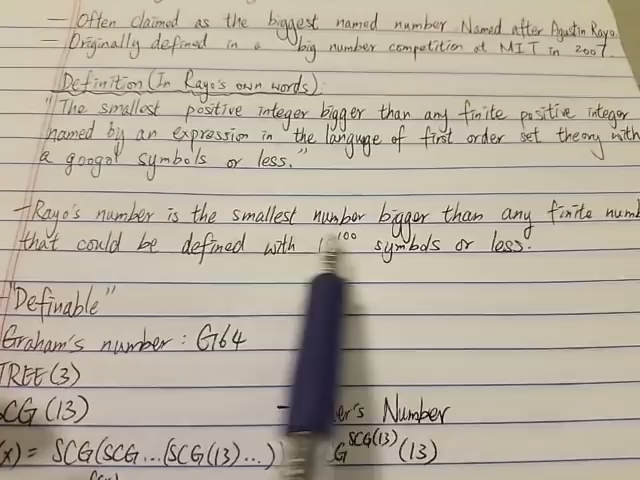 — Often claimed as the biggest named number Named after Agustin Rayo.
— Originally defined in a big number competition at MIT in 2007.
Definition (In Rayo's own words):
"The smallest positive integer bigger than any finite positive integer
named by an expression in the languge of first order set theory with
a googol symbols or less."
— Rayo's number is the smallest number bigger than any finite numb
that could be defined with 1 100 symbols or less.
— "Definable"
Graham's number: G64
TREE(3)
SCG(13)
— er's Number
(x) = SCG(SCG...(SCG(13)...)) G^SCG(13) (13)